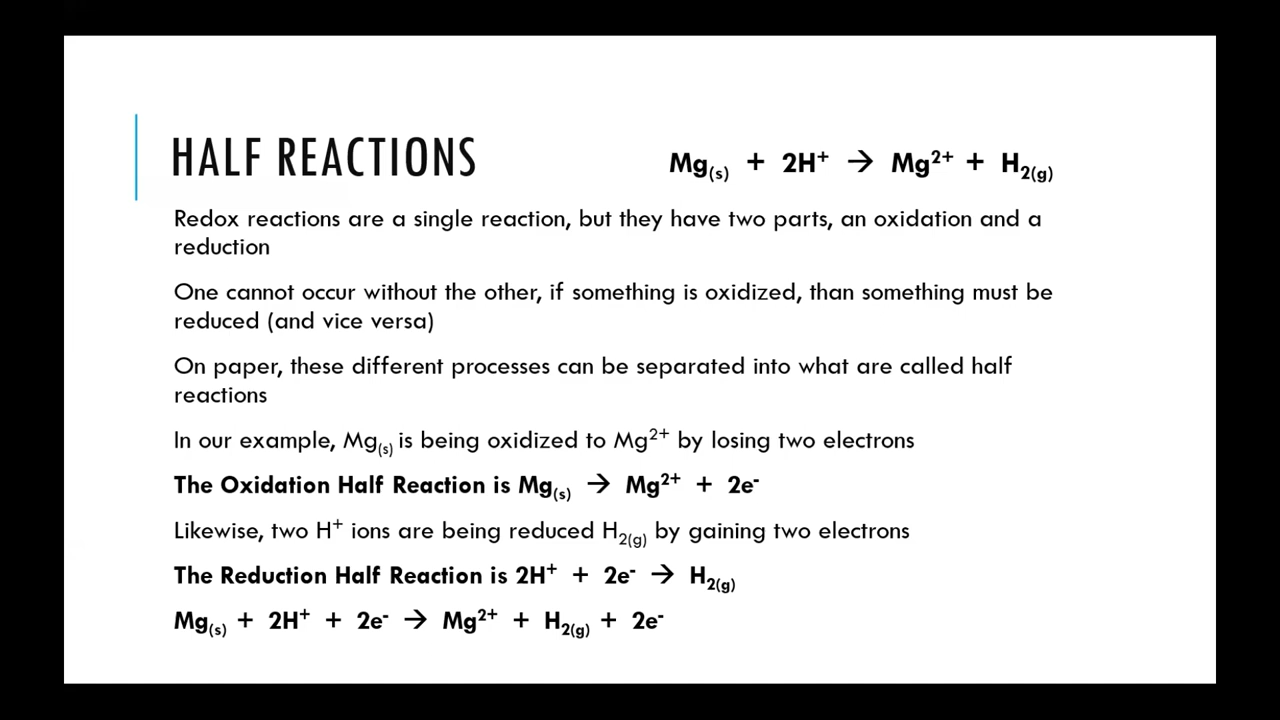 HALF REACTIONS
Mg(s) + 2H⁺ → Mg²⁺ + H₂(g)
Redox reactions are a single reaction, but they have two parts, an oxidation and a
reduction
One cannot occur without the other, if something is oxidized, than something must be
reduced (and vice versa)
On paper, these different processes can be separated into what are called half
reactions
In our example, Mg(s) is being oxidized to Mg²⁺ by losing two electrons
The Oxidation Half Reaction is Mg(s) → Mg²⁺ + 2e⁻
Likewise, two H⁺ ions are being reduced H₂(g) by gaining two electrons
The Reduction Half Reaction is 2H⁺ + 2e⁻ → H₂(g)
Mg(s) + 2H⁺ + 2e⁻ → Mg²⁺ + H₂(g) + 2e⁻